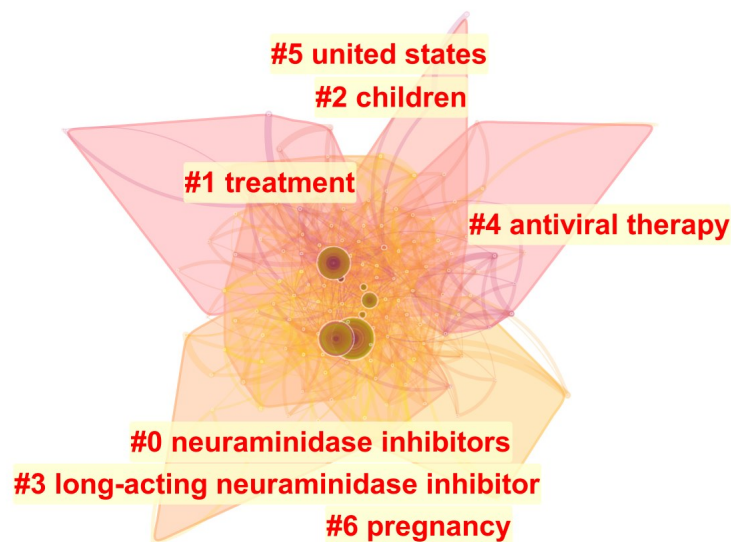 #5 united states
#2 children
#1 treatment
#4 antiviral therapy
#0 neuraminidase inhibitors
#3 long-acting neuraminidase inhibitor
#6 pregnancy